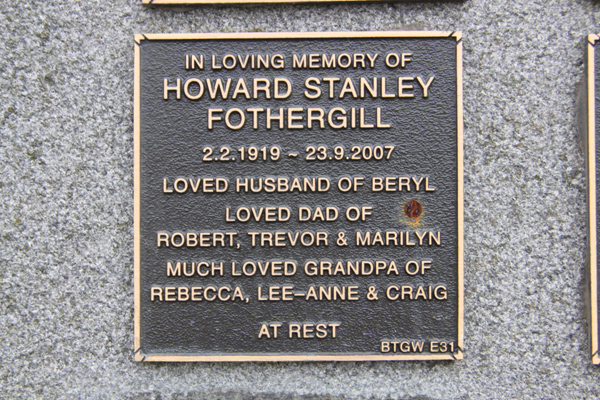 IN LOVING MEMORY OF
HOWARD STANLEY
FOTHERGILL
2.2.1919 ~ 23.9.2007
LOVED HUSBAND OF BERYL
LOVED DAD OF
ROBERT, TREVOR & MARILYN
MUCH LOVED GRANDPA OF
REBECCA, LEE–ANNE & CRAIG
AT REST
BTGW E31